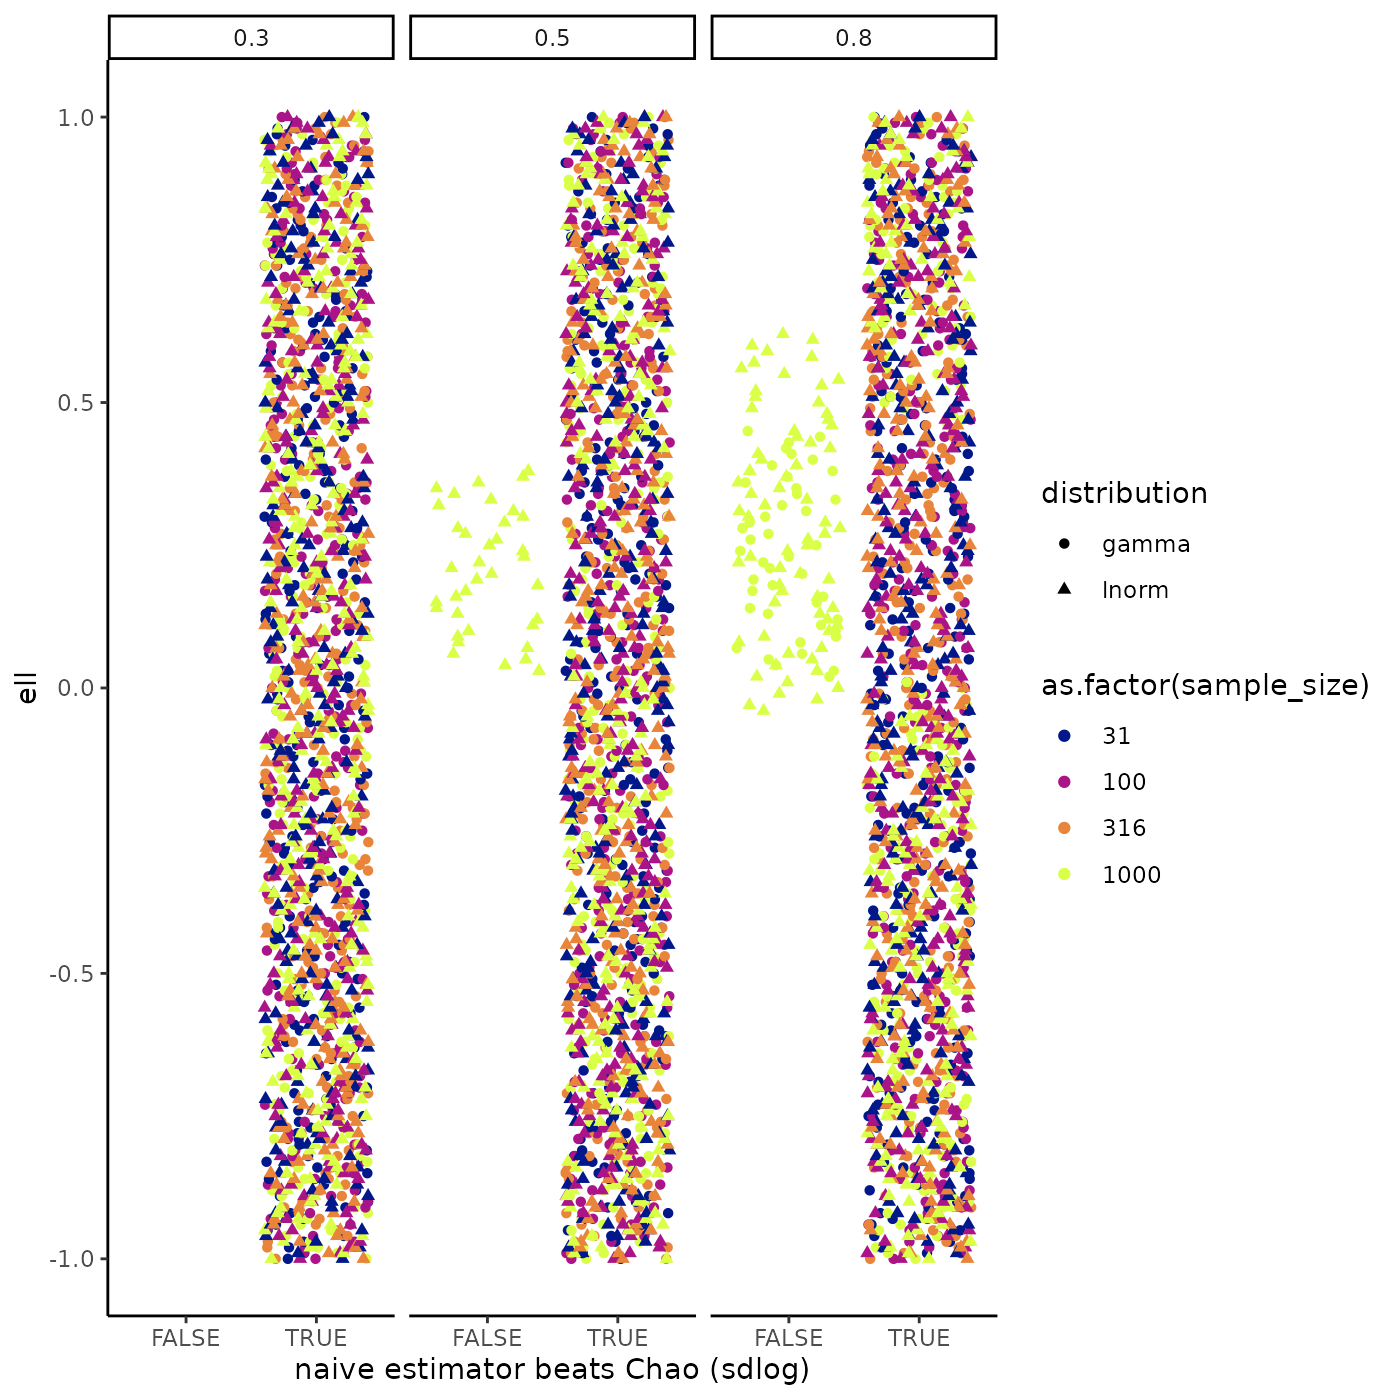 0.3
0.5
0.8
1.0
0.5
0.0
-0.5
-1.0
ell
FALSE
TRUE
FALSE
TRUE
FALSE
TRUE
naive estimator beats Chao (sdlog)
distribution
gamma
lnorm
as.factor(sample_size)
31
100
316
1000